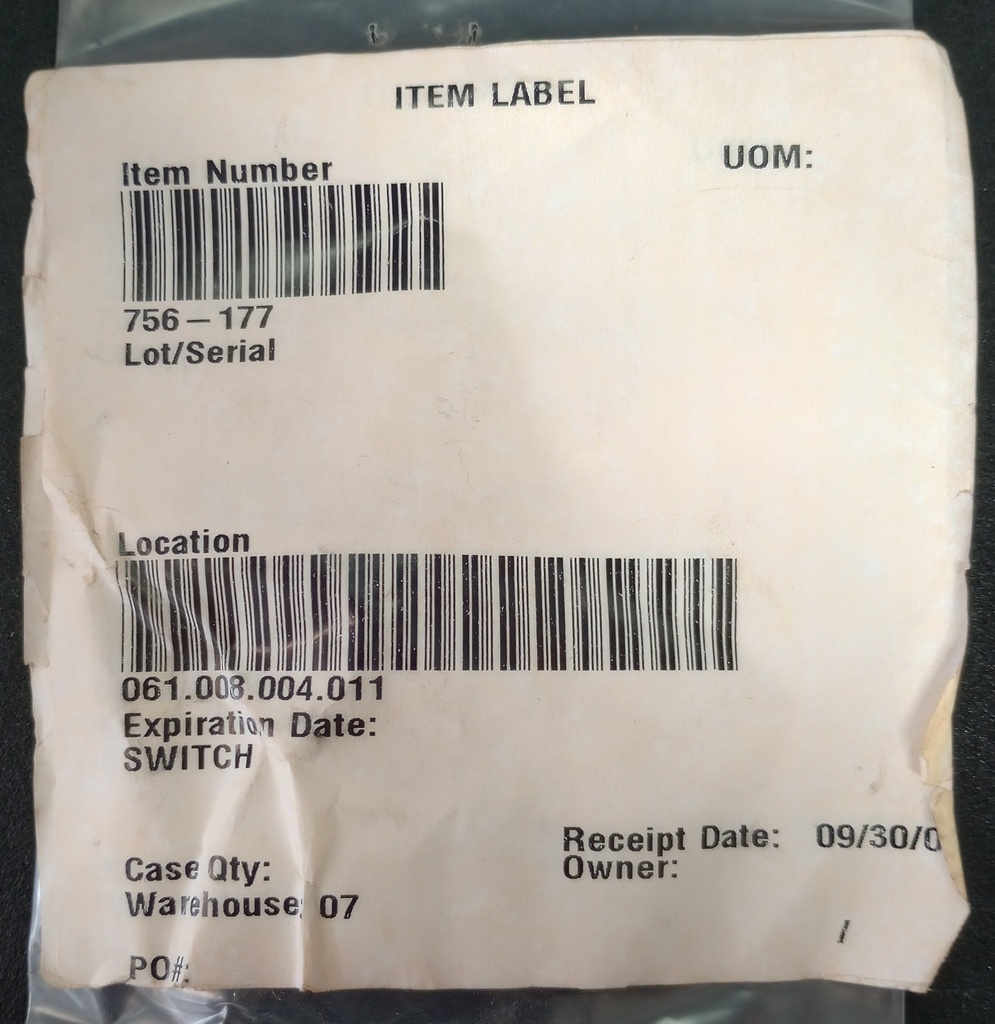 ITEM LABEL
UOM:
Item Number
756-177
Lot/Serial
Location
061.008.004.011
Expiration Date:
SWITCH
Receipt Date: 09/30/0
Owner:
Case Qty:
Warehouse: 07
PO#: